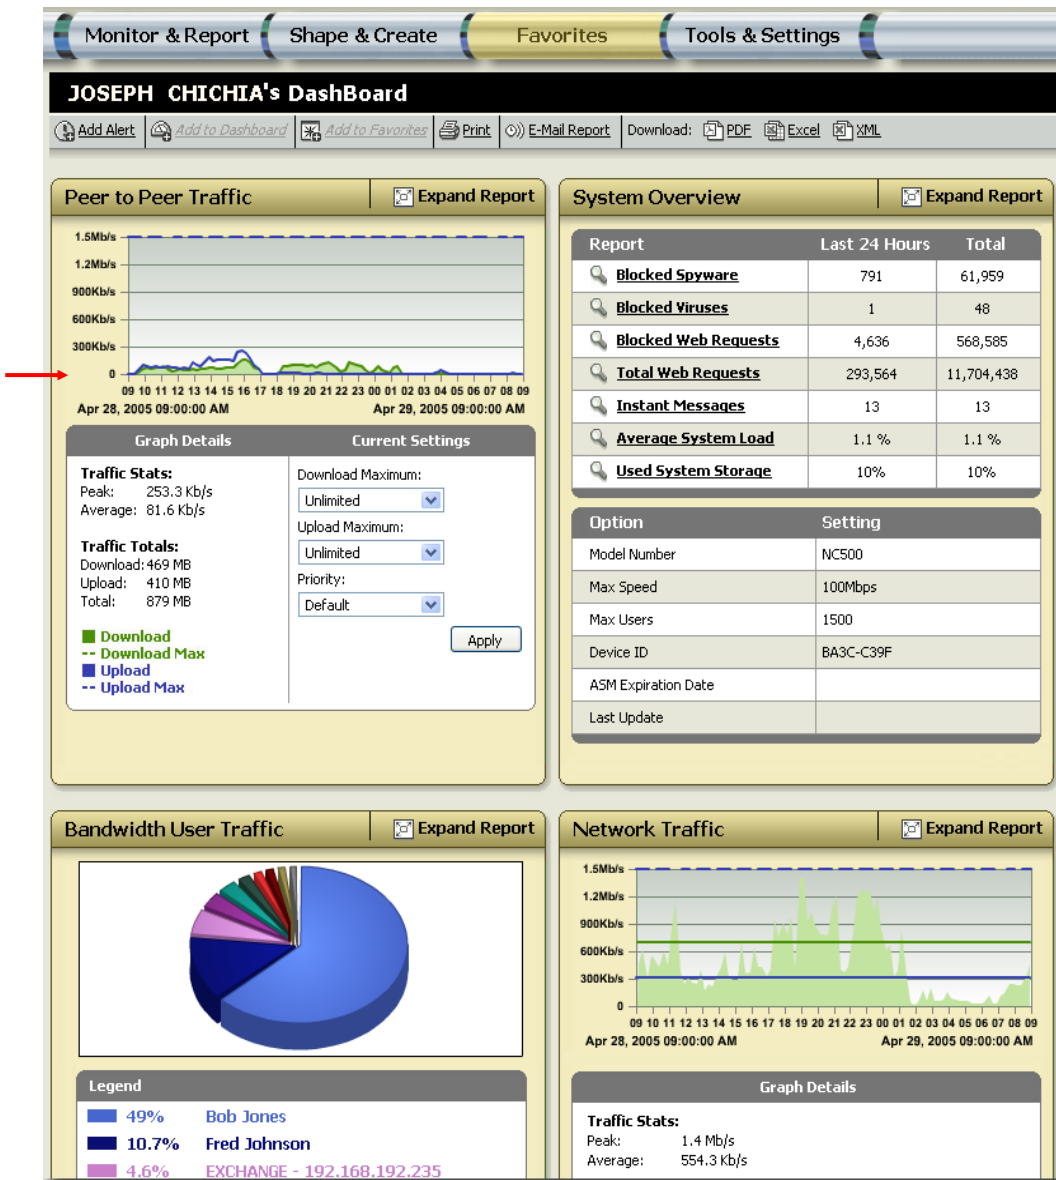 Monitor & Report Shape & Create Favorites Tools & Settings
JOSEPH CHICHIA's DashBoard
Add Alert Add to Dashboard Add to Favorites Print E-Mail Report Download: PDF Excel XML
Peer to Peer Traffic Expand Report
1.5Mb/s
1.2Mb/s
900Kb/s
600Kb/s
300Kb/s
0
09 10 11 12 13 14 15 16 17 18 19 20 21 22 23 00 01 02 03 04 05 06 07 08 09
Apr 28, 2005 09:00:00 AM Apr 29, 2005 09:00:00 AM
Graph Details Current Settings
Traffic Stats:
Peak: 253.3 Kb/s
Average: 81.6 Kb/s
Traffic Totals:
Download: 469 MB
Upload: 410 MB
Total: 879 MB
Download
-- Download Max
Upload
-- Upload Max
Download Maximum:
Unlimited
Upload Maximum:
Unlimited
Priority:
Default
Apply
System Overview Expand Report
Report Last 24 Hours Total
Blocked Spyware 791 61,959
Blocked Viruses 1 48
Blocked Web Requests 4,636 568,585
Total Web Requests 293,564 11,704,438
Instant Messages 13 13
Average System Load 1.1 % 1.1 %
Used System Storage 10% 10%
Option Setting
Model Number NC500
Max Speed 100Mbps
Max Users 1500
Device ID BA3C-C39F
ASM Expiration Date
Last Update
Bandwidth User Traffic Expand Report
Legend
49% Bob Jones
10.7% Fred Johnson
4.6% EXCHANGE - 192.168.192.235
Network Traffic Expand Report
1.5Mb/s
1.2Mb/s
900Kb/s
600Kb/s
300Kb/s
0
09 10 11 12 13 14 15 16 17 18 19 20 21 22 23 00 01 02 03 04 05 06 07 08 09
Apr 28, 2005 09:00:00 AM Apr 29, 2005 09:00:00 AM
Graph Details
Traffic Stats:
Peak: 1.4 Mb/s
Average: 554.3 Kb/s